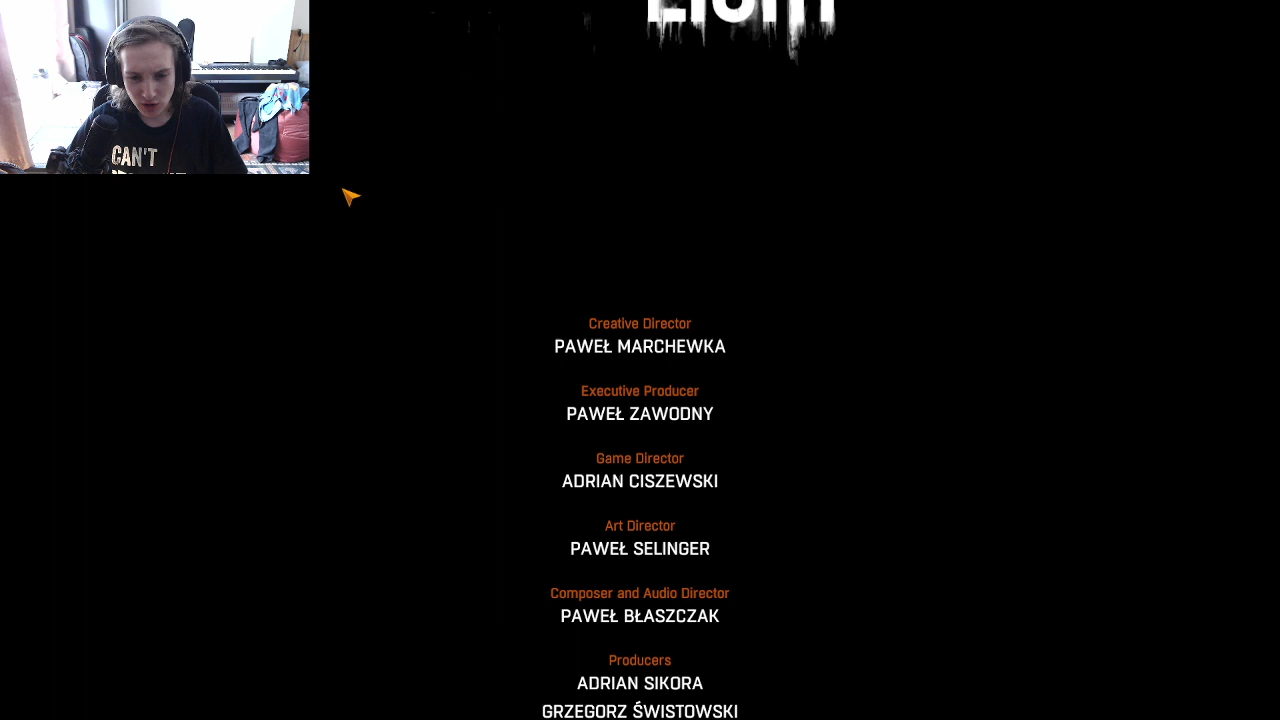 LIGHT
CAN'T
Creative Director
PAWEŁ MARCHEWKA
Executive Producer
PAWEŁ ZAWODNY
Game Director
ADRIAN CISZEWSKI
Art Director
PAWEŁ SELINGER
Composer and Audio Director
PAWEŁ BŁASZCZAK
Producers
ADRIAN SIKORA
GRZEGORZ ŚWISTOWSKI